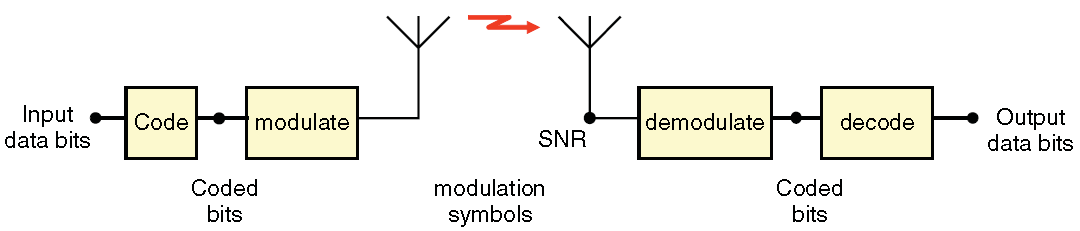 Input
data bits
Code
Coded
bits
modulate
modulation
symbols
SNR
demodulate
Coded
bits
decode
Output
data bits